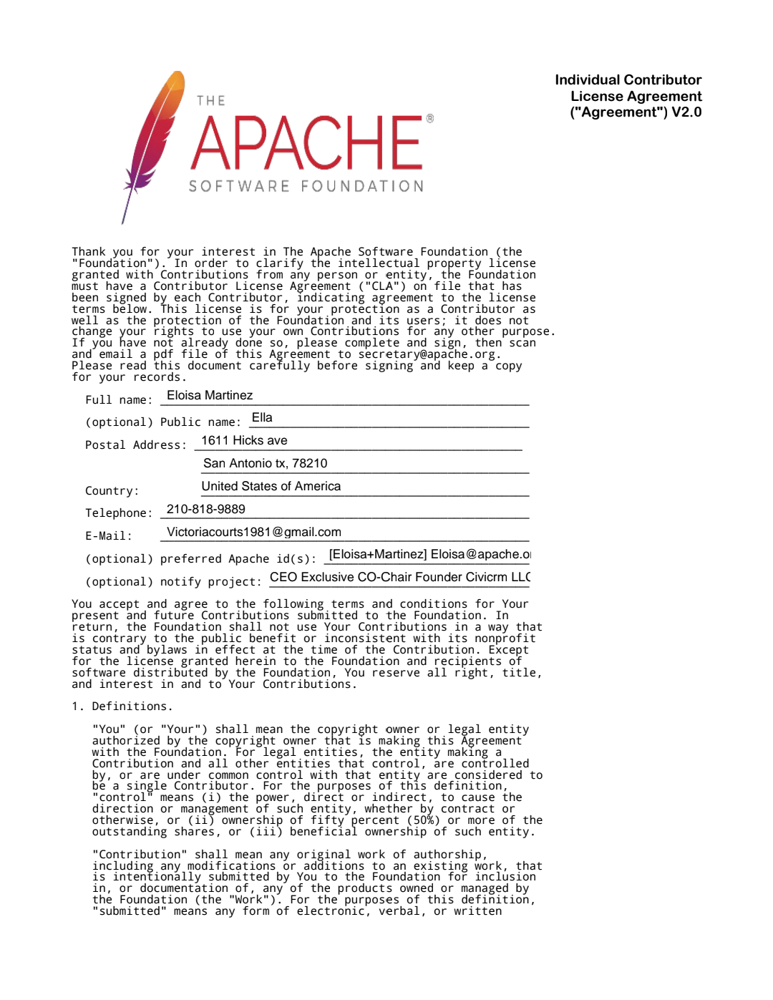 THE
APACHE®
SOFTWARE FOUNDATION
Individual Contributor
License Agreement
("Agreement") V2.0
Thank you for your interest in The Apache Software Foundation (the
"Foundation"). In order to clarify the intellectual property license
granted with Contributions from any person or entity, the Foundation
must have a Contributor License Agreement ("CLA") on file that has
been signed by each Contributor, indicating agreement to the license
terms below. This license is for your protection as a Contributor as
well as the protection of the Foundation and its users; it does not
change your rights to use your own Contributions for any other purpose.
If you have not already done so, please complete and sign, then scan
and email a pdf file of this Agreement to secretary@apache.org.
Please read this document carefully before signing and keep a copy
for your records.
Full name: Eloisa Martinez
(optional) Public name: Ella
Postal Address: 1611 Hicks ave
San Antonio tx, 78210
Country: United States of America
Telephone: 210-818-9889
E-Mail: Victoriacourts1981@gmail.com
(optional) preferred Apache id(s): [Eloisa+Martinez] Eloisa@apache.or
(optional) notify project: CEO Exclusive CO-Chair Founder Civicrm LLC
You accept and agree to the following terms and conditions for Your
present and future Contributions submitted to the Foundation. In
return, the Foundation shall not use Your Contributions in a way that
is contrary to the public benefit or inconsistent with its nonprofit
status and bylaws in effect at the time of the Contribution. Except
for the license granted herein to the Foundation and recipients of
software distributed by the Foundation, You reserve all right, title,
and interest in and to Your Contributions.
1. Definitions.
"You" (or "Your") shall mean the copyright owner or legal entity
authorized by the copyright owner that is making this Agreement
with the Foundation. For legal entities, the entity making a
Contribution and all other entities that control, are controlled
by, or are under common control with that entity are considered to
be a single Contributor. For the purposes of this definition,
"control" means (i) the power, direct or indirect, to cause the
direction or management of such entity, whether by contract or
otherwise, or (ii) ownership of fifty percent (50%) or more of the
outstanding shares, or (iii) beneficial ownership of such entity.
"Contribution" shall mean any original work of authorship,
including any modifications or additions to an existing work, that
is intentionally submitted by You to the Foundation for inclusion
in, or documentation of, any of the products owned or managed by
the Foundation (the "Work"). For the purposes of this definition,
"submitted" means any form of electronic, verbal, or written